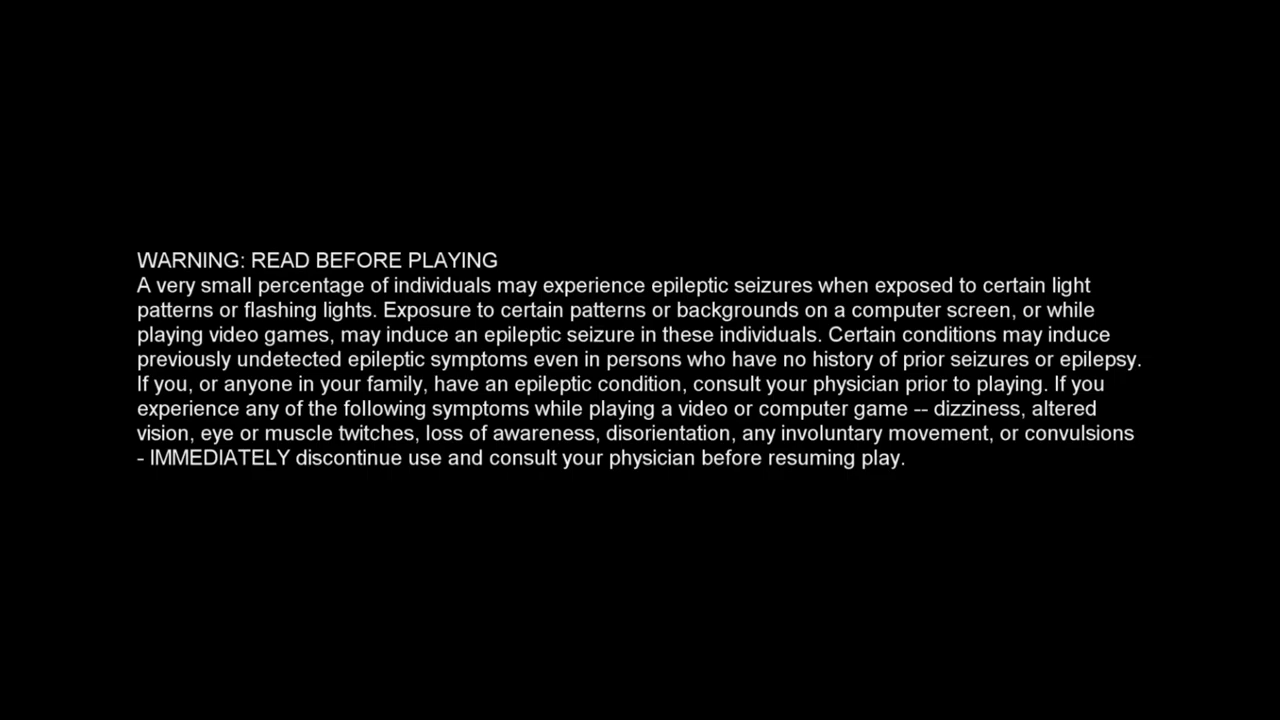 WARNING: READ BEFORE PLAYING
A very small percentage of individuals may experience epileptic seizures when exposed to certain light
patterns or flashing lights. Exposure to certain patterns or backgrounds on a computer screen, or while
playing video games, may induce an epileptic seizure in these individuals. Certain conditions may induce
previously undetected epileptic symptoms even in persons who have no history of prior seizures or epilepsy.
If you, or anyone in your family, have an epileptic condition, consult your physician prior to playing. If you
experience any of the following symptoms while playing a video or computer game -- dizziness, altered
vision, eye or muscle twitches, loss of awareness, disorientation, any involuntary movement, or convulsions
- IMMEDIATELY discontinue use and consult your physician before resuming play.